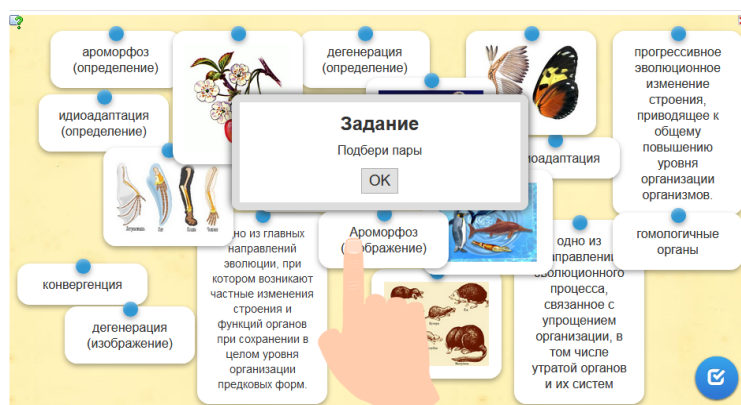 ароморфоз
(определение)
дегенерация
(определение)
прогрессивное
эволюционное
изменение
строения,
приводящее к
общему
повышению
уровня
организации
организмов.
идиоадаптация
(определение)
Задание
Подбери пары
OK
иоадаптация
Ароморфоз
(изображение)
гомологичные
органы
одно из главных
направлений
эволюции, при
котором возникают
частные изменения
строения и
функций органов
при сохранении в
целом уровня
организации
предковых форм.
одно из
направлений
эволюционного
процесса,
связанное с
упрощением
организации, в
том числе
утратой органов
и их систем
конвергенция
дегенерация
(изображение)